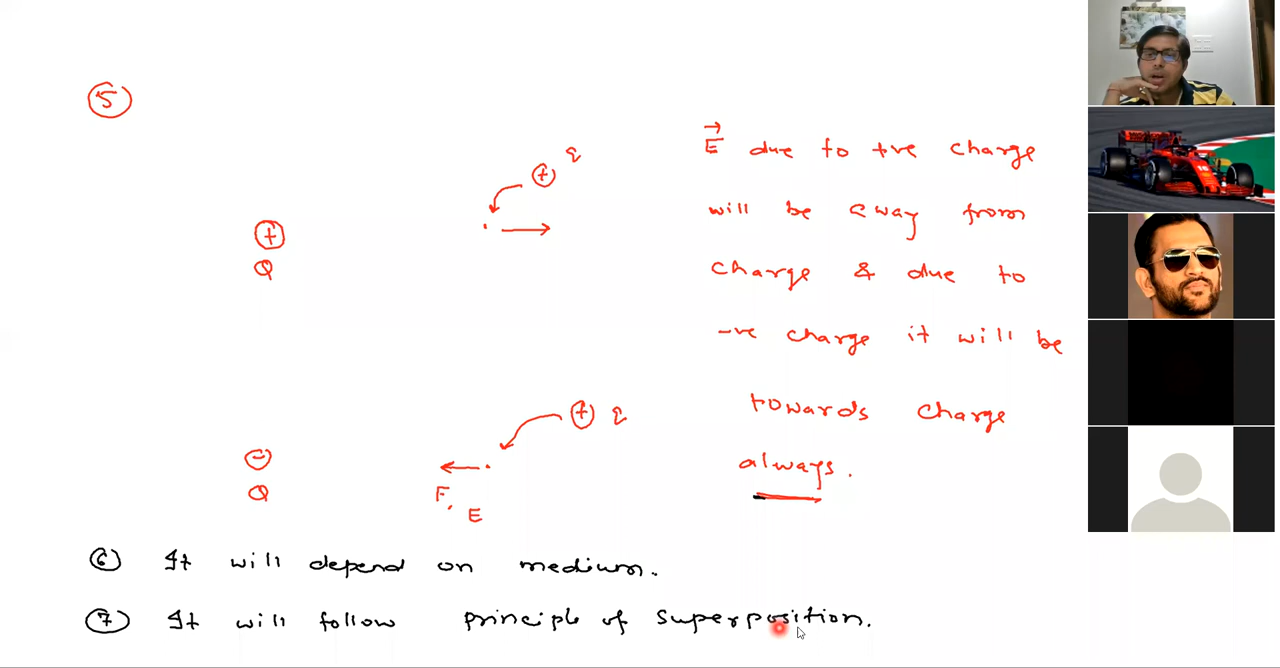 5
+ q
E due to +ve charge
will be away from
charge & due to
-ve charge it will be
towards charge
always.
+
Q
+ q
-
Q
F, E
6 It will depend on medium.
7 It will follow principle of superposition.